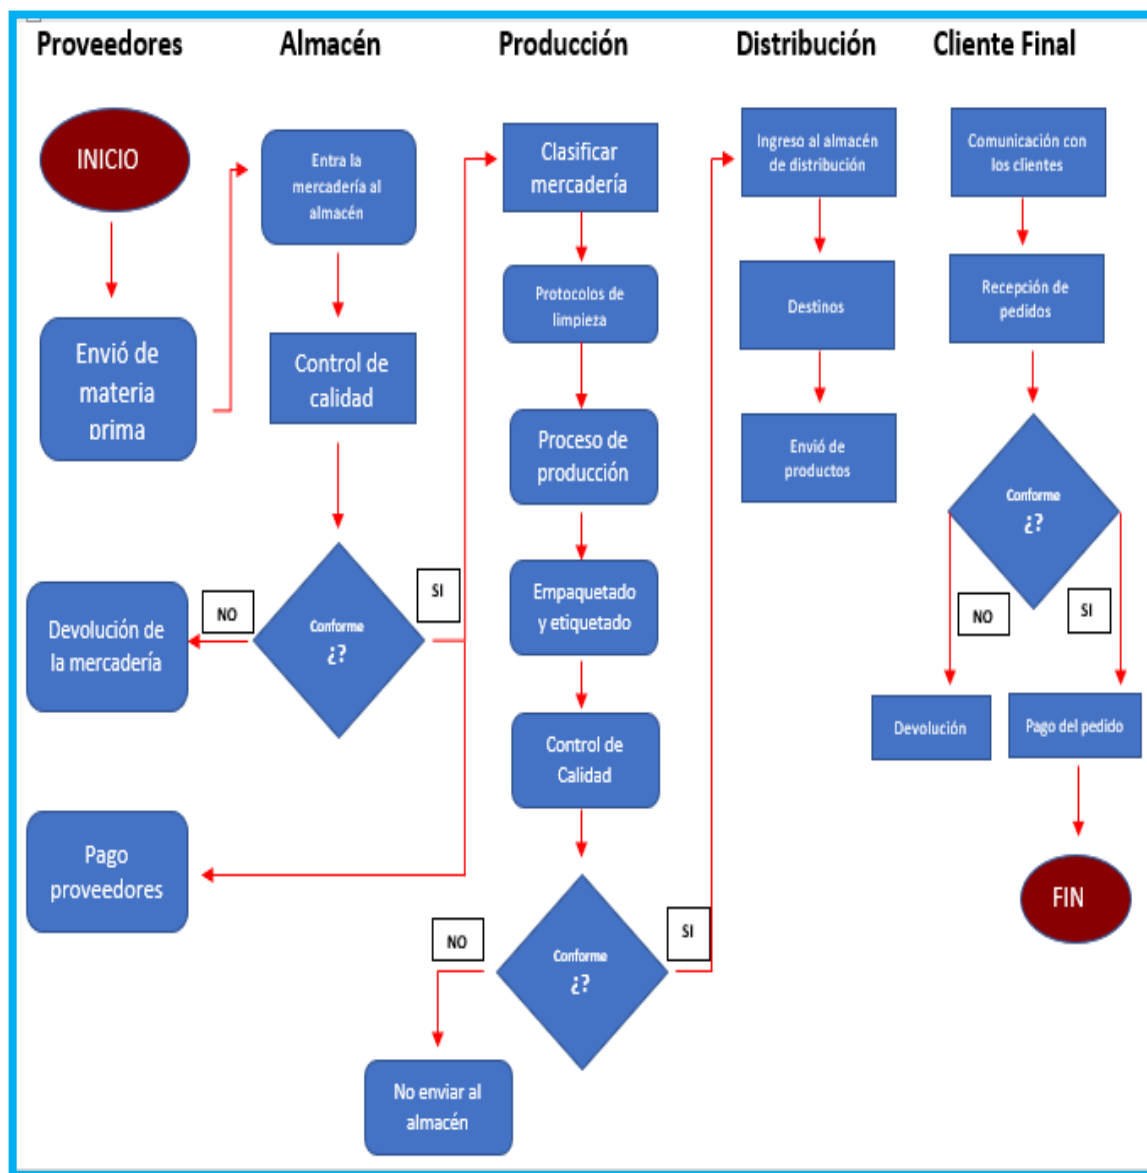 Proveedores
Almacén
Producción
Distribución
Cliente Final
INICIO
Envió de
materia
prima
Devolución de
la mercadería
Pago
proveedores
Entra la
mercadería al
almacén
Control de
calidad
Conforme
¿?
NO
SI
Clasificar
mercadería
Protocolos de
limpieza
Proceso de
producción
Empaquetado
y etiquetado
Control de
Calidad
Conforme
¿?
NO
SI
No enviar al
almacén
Ingreso al almacén
de distribución
Destinos
Envió de
productos
Comunicación con
los clientes
Recepción de
pedidos
Conforme
¿?
NO
SI
Devolución
Pago del pedido
FIN